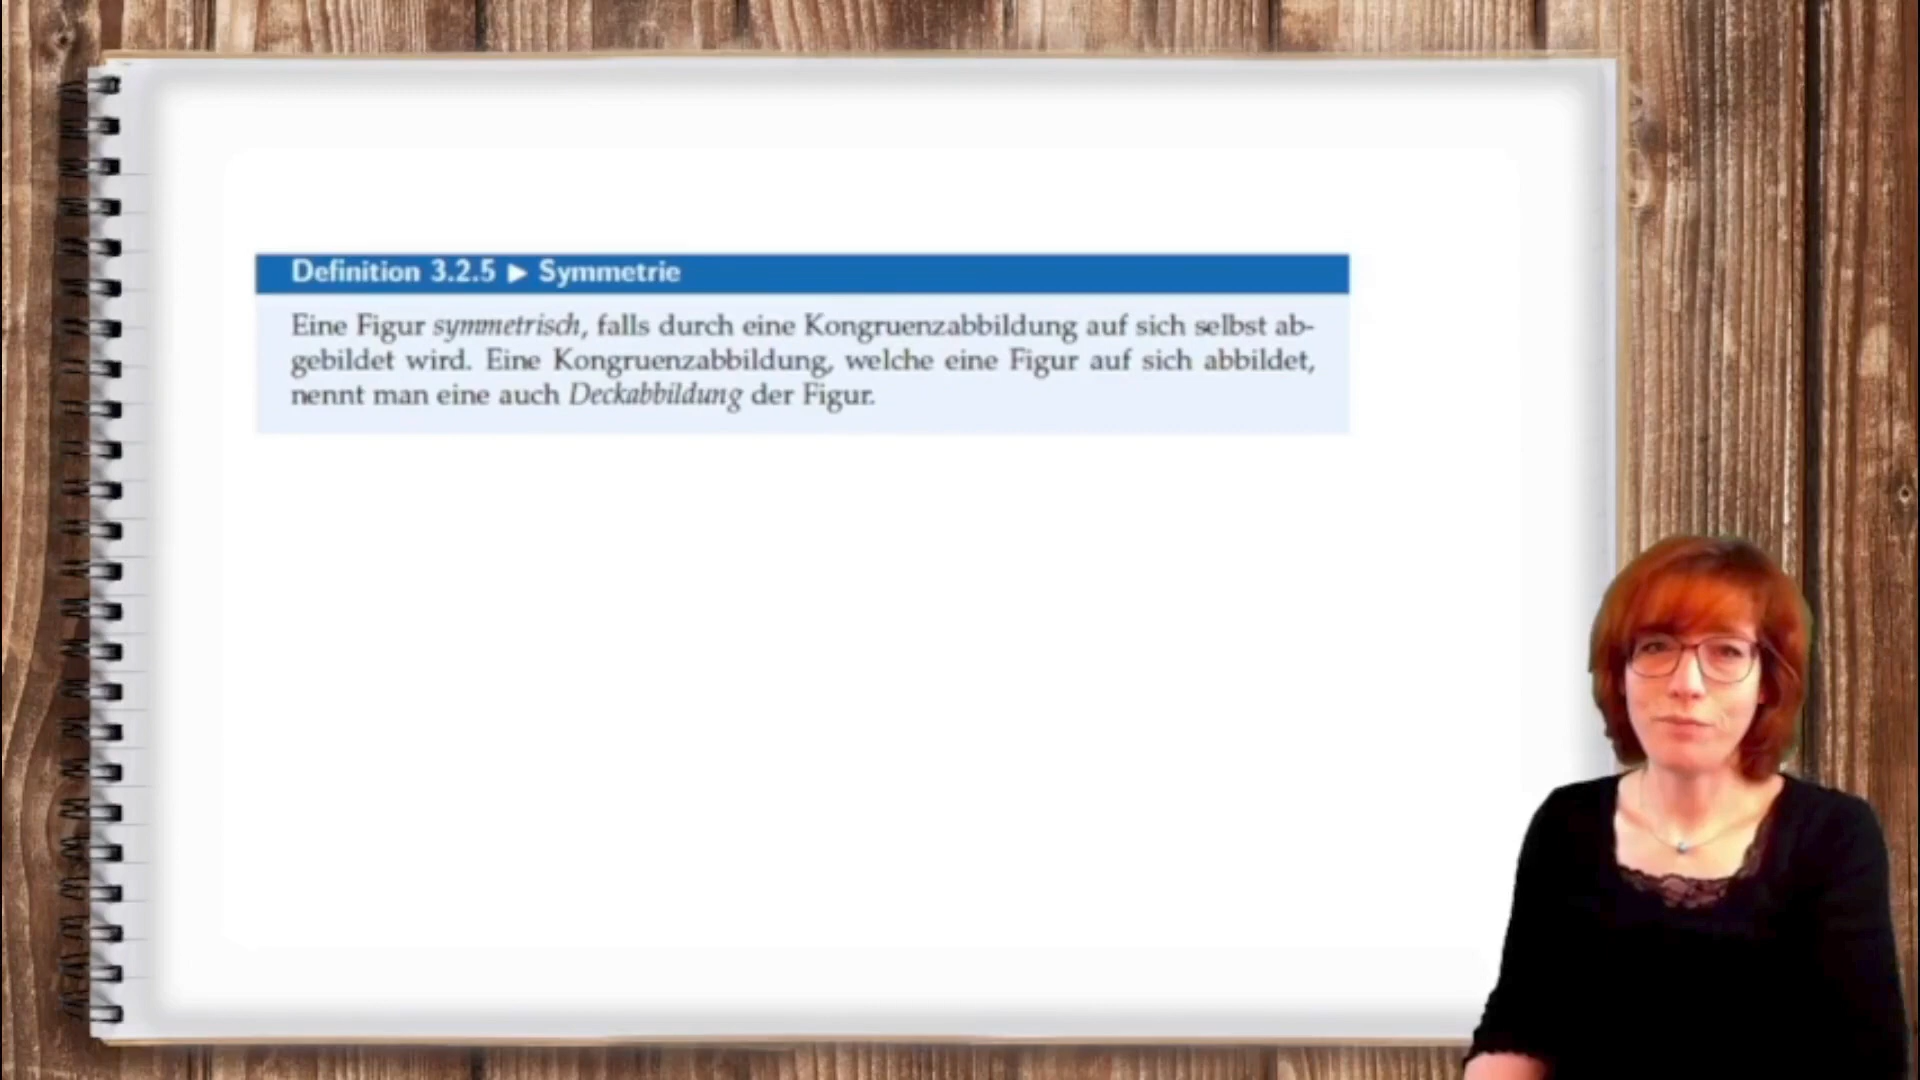 Definition 3.2.5 ▶ Symmetrie
Eine Figur symmetrisch, falls durch eine Kongruenzabbildung auf sich selbst ab-
gebildet wird. Eine Kongruenzabbildung, welche eine Figur auf sich abbildet,
nennt man eine auch Deckabbildung der Figur.